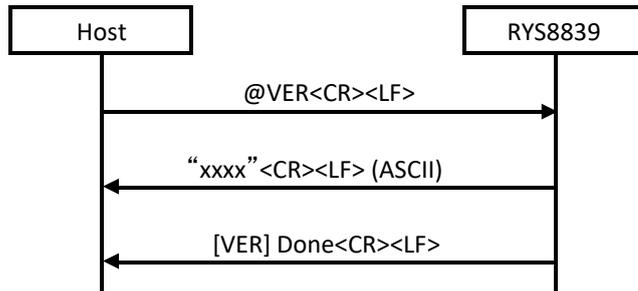 Host
RYS8839
@VER<CR><LF>
“xxxx”<CR><LF> (ASCII)
[VER] Done<CR><LF>